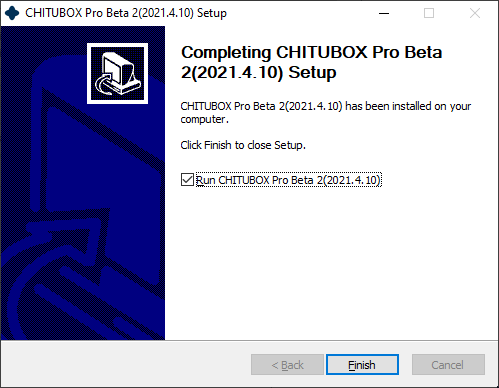 CHITUBOX Pro Beta 2(2021.4.10) Setup
Completing CHITUBOX Pro Beta
2(2021.4.10) Setup
CHITUBOX Pro Beta 2(2021.4.10) has been installed on your
computer.
Click Finish to close Setup.
Run CHITUBOX Pro Beta 2(2021.4.10)
< Back
Finish
Cancel